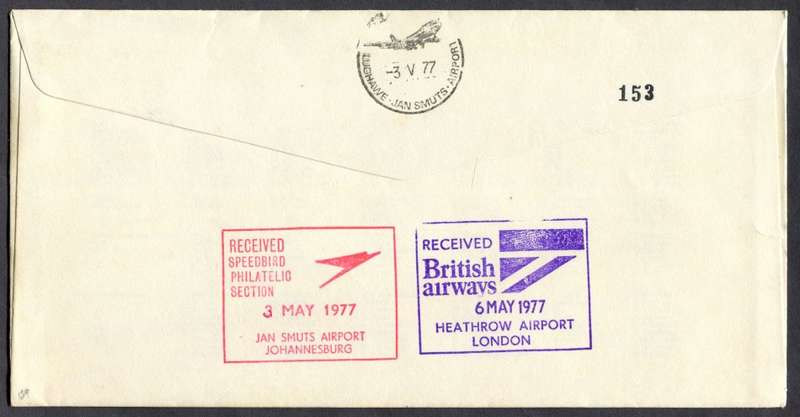 -3 V 77
LUGHAWE · JAN SMUTS · AIRPORT
153
RECEIVED
SPEEDBIRD
PHILATELIC
SECTION
3 MAY 1977
JAN SMUTS AIRPORT
JOHANNESBURG
RECEIVED
British
airways
6 MAY 1977
HEATHROW AIRPORT
LONDON